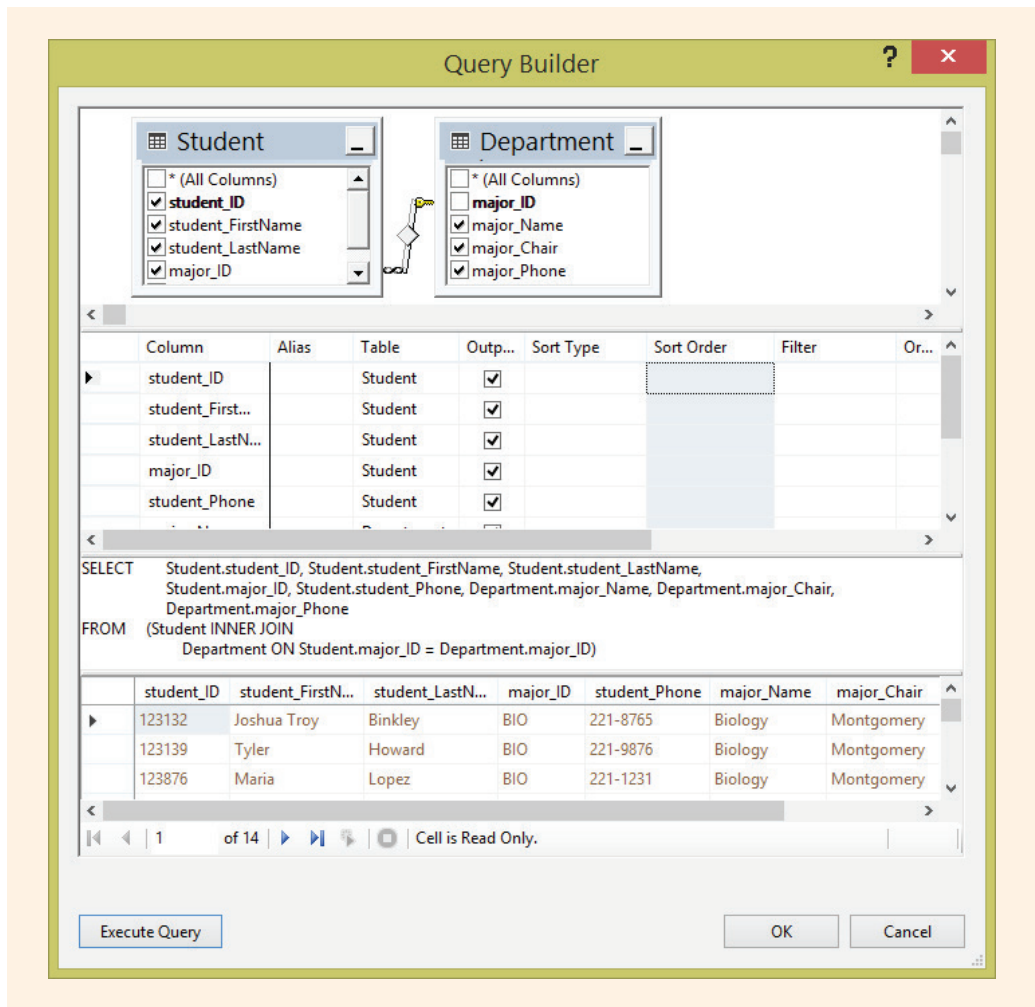 Query Builder ?
Student
* (All Columns)
student_ID
student_FirstName
student_LastName
major_ID
Department
* (All Columns)
major_ID
major_Name
major_Chair
major_Phone
Column Alias Table Outp... Sort Type Sort Order Filter Or...
student_ID Student
student_First... Student
student_LastN... Student
major_ID Student
student_Phone Student
SELECT Student.student_ID, Student.student_FirstName, Student.student_LastName,
Student.major_ID, Student.student_Phone, Department.major_Name, Department.major_Chair,
Department.major_Phone
FROM (Student INNER JOIN
Department ON Student.major_ID = Department.major_ID)
student_ID student_FirstN... student_LastN... major_ID student_Phone major_Name major_Chair
123132 Joshua Troy Binkley BIO 221-8765 Biology Montgomery
123139 Tyler Howard BIO 221-9876 Biology Montgomery
123876 Maria Lopez BIO 221-1231 Biology Montgomery
1 of 14 Cell is Read Only.
Execute Query OK Cancel